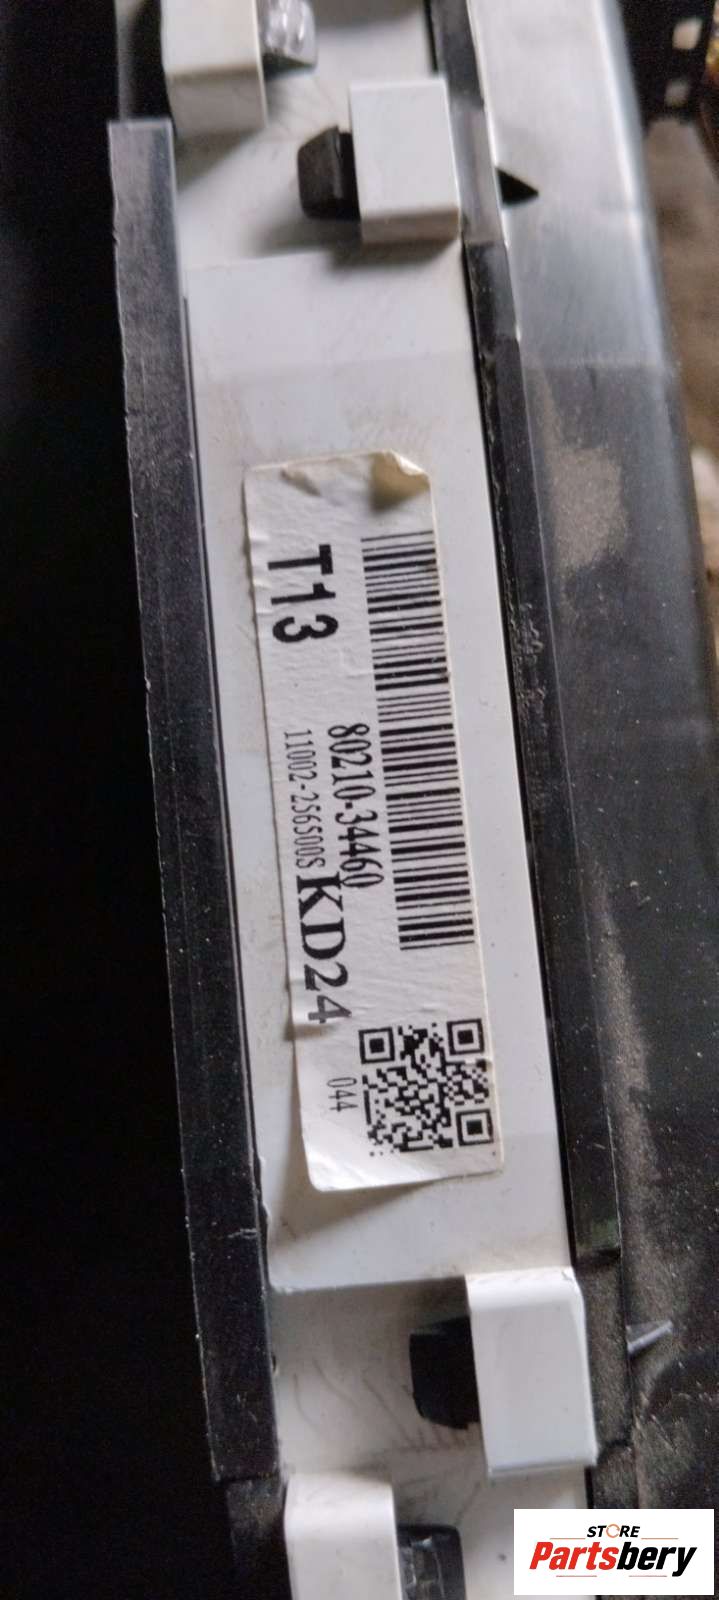 T13
80210-34460
11002-256500S
KD24
044
STORE
Partsbery